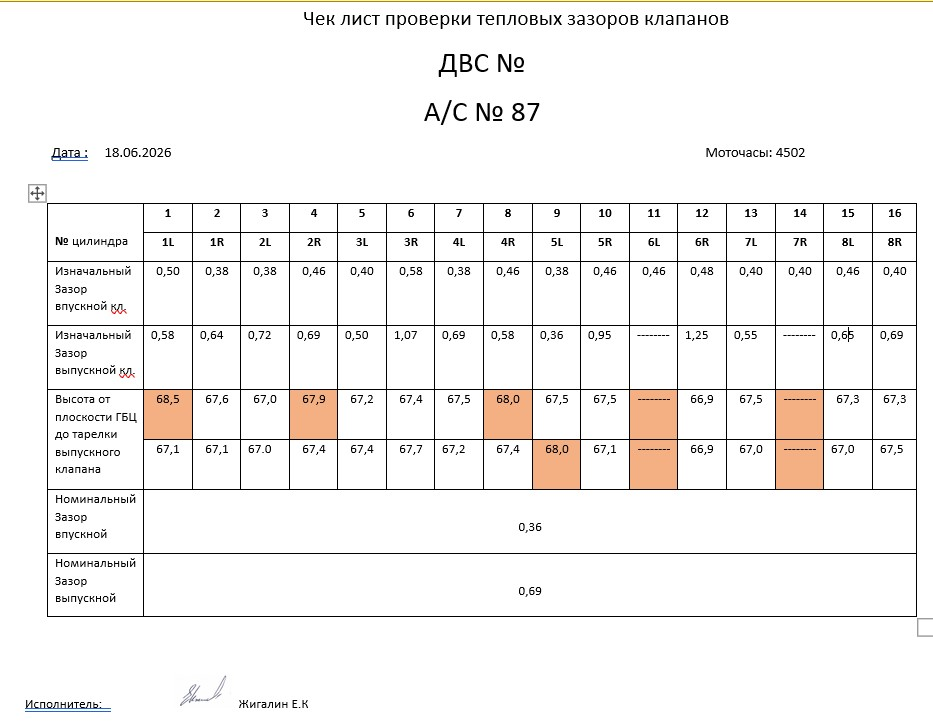 Чек лист проверки тепловых зазоров клапанов
ДВС №
А/С № 87
Дата : 18.06.2026 Моточасы: 4502
№ цилиндра 1 2 3 4 5 6 7 8 9 10 11 12 13 14 15 16
1L 1R 2L 2R 3L 3R 4L 4R 5L 5R 6L 6R 7L 7R 8L 8R
Изначальный
Зазор
впускной кл.
0,50 0,38 0,38 0,46 0,40 0,58 0,38 0,46 0,38 0,46 0,46 0,48 0,40 0,40 0,46 0,40
Изначальный
Зазор
выпускной кл.
0,58 0,64 0,72 0,69 0,50 1,07 0,69 0,58 0,36 0,95 -------- 1,25 0,55 -------- 0,65 0,69
Высота от
плоскости ГБЦ
до тарелки
выпускного
клапана
68,5 67,6 67,0 67,9 67,2 67,4 67,5 68,0 67,5 67,5 -------- 66,9 67,5 -------- 67,3 67,3
67,1 67,1 67.0 67,4 67,4 67,7 67,2 67,4 68,0 67,1 -------- 66,9 67,0 -------- 67,0 67,5
Номинальный
Зазор
впускной
0,36
Номинальный
Зазор
выпускной
0,69
Исполнитель: Жигалин Е.К